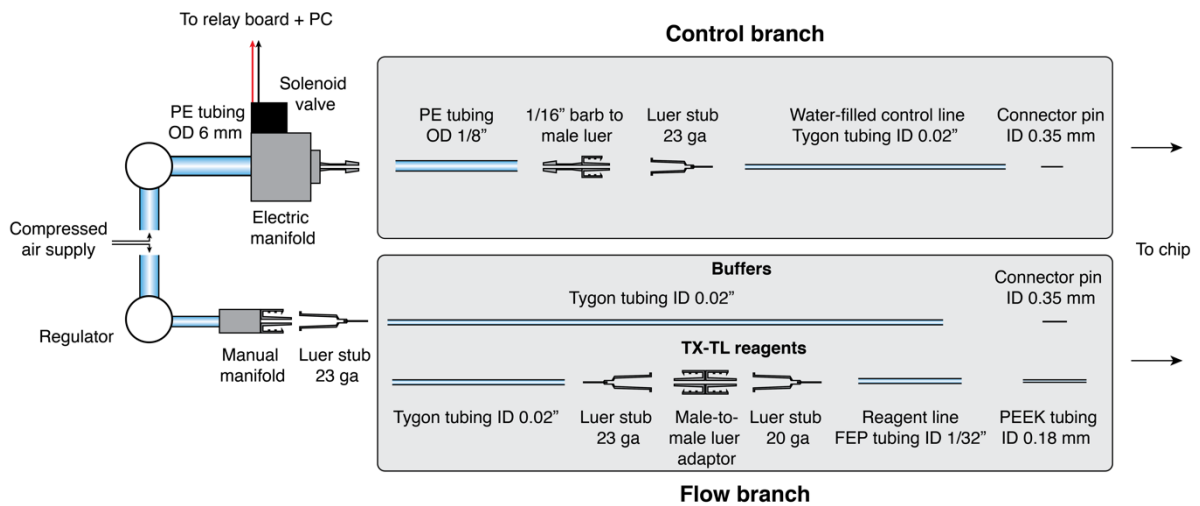 To relay board + PC
Control branch
Solenoid
valve
PE tubing
OD 6 mm
PE tubing
OD 1/8”
1/16” barb to
male luer
Luer stub
23 ga
Water-filled control line
Tygon tubing ID 0.02”
Connector pin
ID 0.35 mm
Electric
manifold
Compressed
air supply
To chip
Buffers
Tygon tubing ID 0.02”
Connector pin
ID 0.35 mm
Regulator
Manual
manifold
Luer stub
23 ga
TX-TL reagents
Tygon tubing ID 0.02”
Luer stub
23 ga
Male-to-
male luer
adaptor
Luer stub
20 ga
Reagent line
FEP tubing ID 1/32”
PEEK tubing
ID 0.18 mm
Flow branch